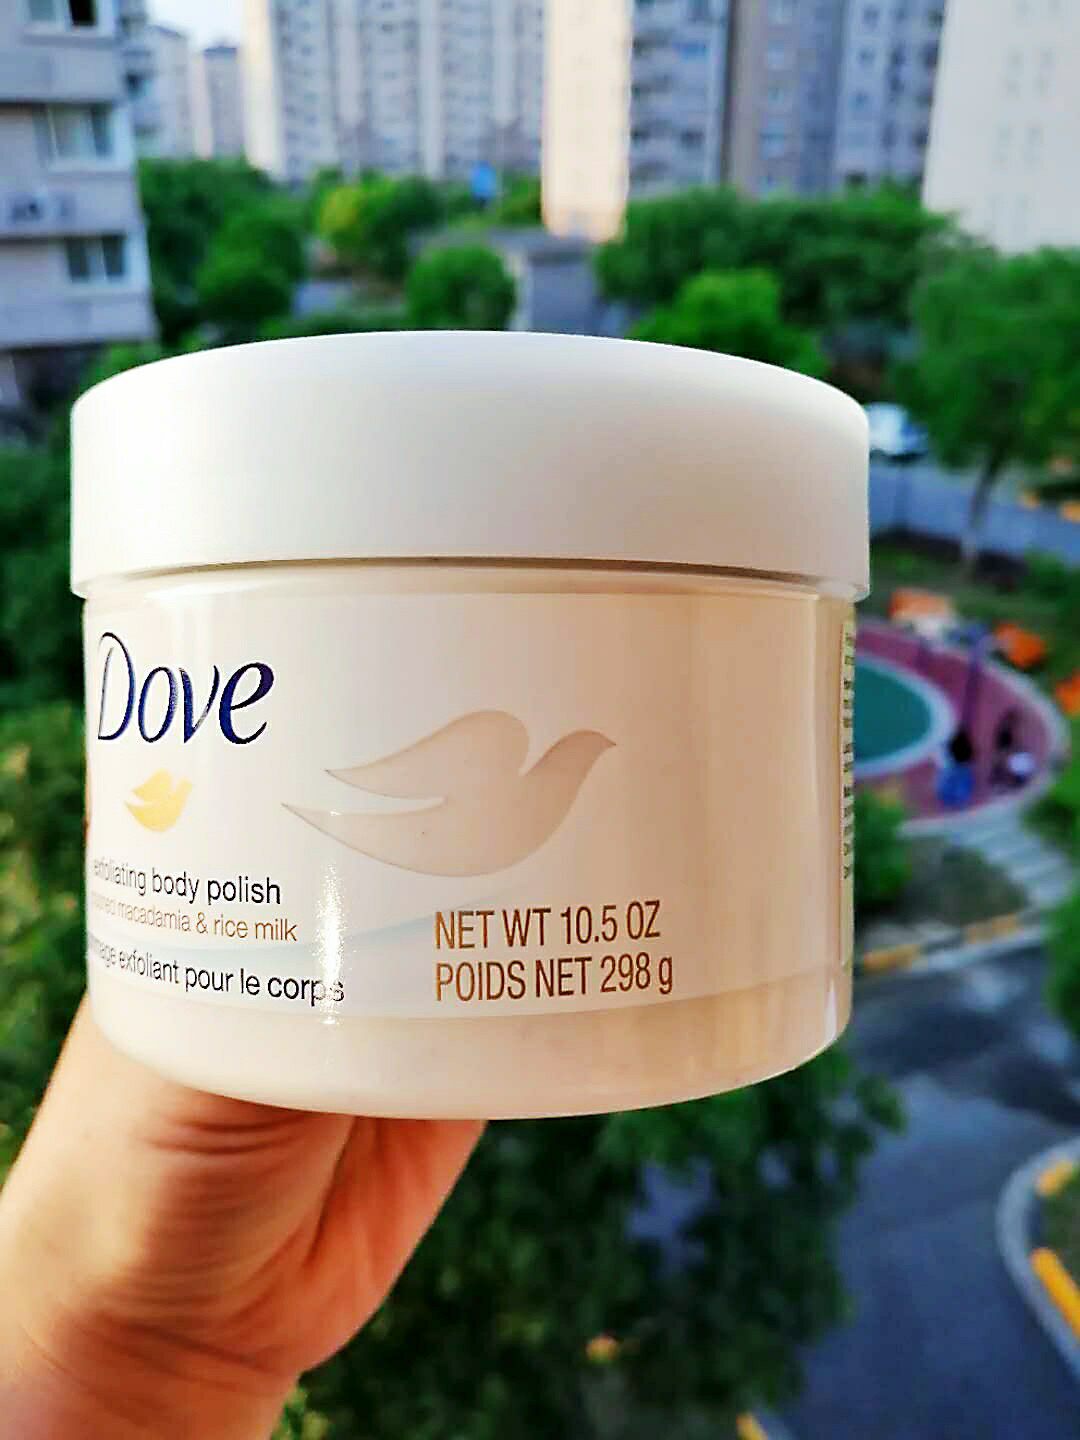 Dove
exfoliating body polish
macadamia & rice milk
exfoliant pour le corps
NET WT 10.5 OZ
POIDS NET 298 g